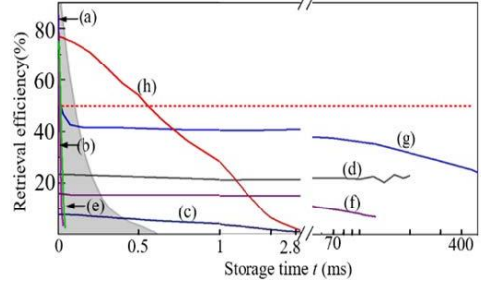 Retrieval efficiency(%)
80
60
40
20
(a)
(h)
(b)
(g)
(d)
(e)
(c)
(f)
0 0.5 1 2.8 70 400
Storage time t (ms)